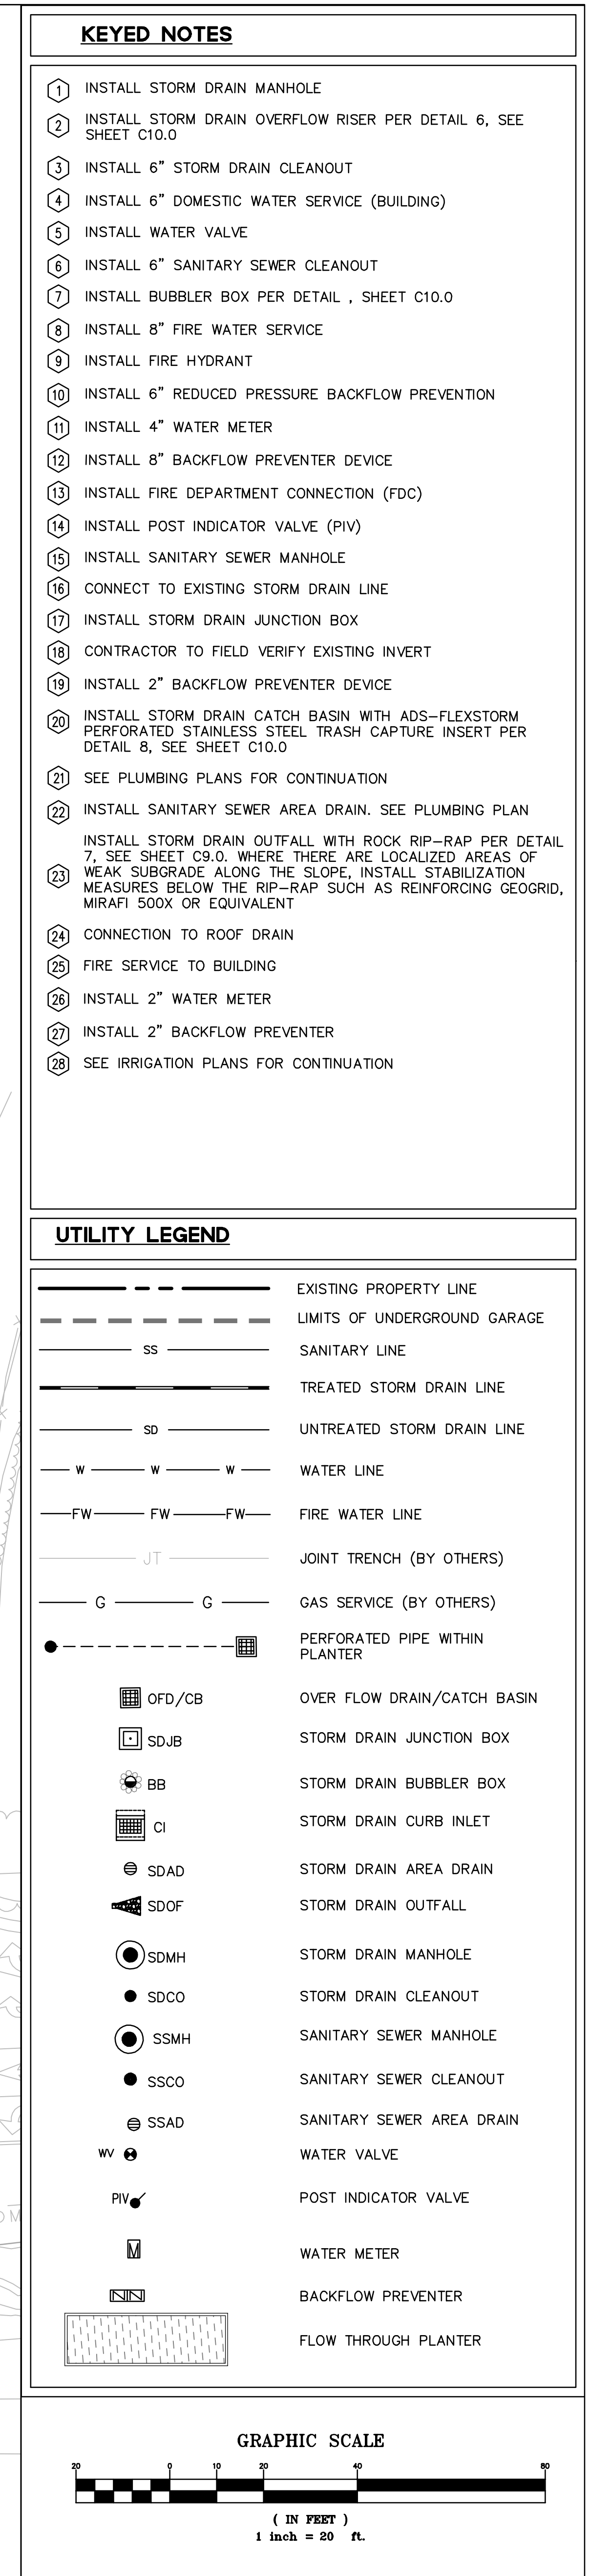 KEYED NOTES
1 INSTALL STORM DRAIN MANHOLE
2 INSTALL STORM DRAIN OVERFLOW RISER PER DETAIL 6, SEE
SHEET C10.0
3 INSTALL 6" STORM DRAIN CLEANOUT
4 INSTALL 6" DOMESTIC WATER SERVICE (BUILDING)
5 INSTALL WATER VALVE
6 INSTALL 6" SANITARY SEWER CLEANOUT
7 INSTALL BUBBLER BOX PER DETAIL , SHEET C10.0
8 INSTALL 8" FIRE WATER SERVICE
9 INSTALL FIRE HYDRANT
10 INSTALL 6" REDUCED PRESSURE BACKFLOW PREVENTION
11 INSTALL 4" WATER METER
12 INSTALL 8" BACKFLOW PREVENTER DEVICE
13 INSTALL FIRE DEPARTMENT CONNECTION (FDC)
14 INSTALL POST INDICATOR VALVE (PIV)
15 INSTALL SANITARY SEWER MANHOLE
16 CONNECT TO EXISTING STORM DRAIN LINE
17 INSTALL STORM DRAIN JUNCTION BOX
18 CONTRACTOR TO FIELD VERIFY EXISTING INVERT
19 INSTALL 2" BACKFLOW PREVENTER DEVICE
20 INSTALL STORM DRAIN CATCH BASIN WITH ADS-FLEXSTORM
PERFORATED STAINLESS STEEL TRASH CAPTURE INSERT PER
DETAIL 8, SEE SHEET C10.0
21 SEE PLUMBING PLANS FOR CONTINUATION
22 INSTALL SANITARY SEWER AREA DRAIN. SEE PLUMBING PLAN
INSTALL STORM DRAIN OUTFALL WITH ROCK RIP-RAP PER DETAIL
7, SEE SHEET C9.0. WHERE THERE ARE LOCALIZED AREAS OF
23 WEAK SUBGRADE ALONG THE SLOPE, INSTALL STABILIZATION
MEASURES BELOW THE RIP-RAP SUCH AS REINFORCING GEOGRID,
MIRAFI 500X OR EQUIVALENT
24 CONNECTION TO ROOF DRAIN
25 FIRE SERVICE TO BUILDING
26 INSTALL 2" WATER METER
27 INSTALL 2" BACKFLOW PREVENTER
28 SEE IRRIGATION PLANS FOR CONTINUATION
UTILITY LEGEND
EXISTING PROPERTY LINE
LIMITS OF UNDERGROUND GARAGE
SS SANITARY LINE
TREATED STORM DRAIN LINE
SD UNTREATED STORM DRAIN LINE
W W W WATER LINE
FW FW FW FIRE WATER LINE
JT JOINT TRENCH (BY OTHERS)
G G GAS SERVICE (BY OTHERS)
PERFORATED PIPE WITHIN
PLANTER
OFD/CB OVER FLOW DRAIN/CATCH BASIN
SDJB STORM DRAIN JUNCTION BOX
BB STORM DRAIN BUBBLER BOX
CI STORM DRAIN CURB INLET
SDAD STORM DRAIN AREA DRAIN
SDOF STORM DRAIN OUTFALL
SDMH STORM DRAIN MANHOLE
SDCO STORM DRAIN CLEANOUT
SSMH SANITARY SEWER MANHOLE
SSCO SANITARY SEWER CLEANOUT
SSAD SANITARY SEWER AREA DRAIN
WV WATER VALVE
PIV POST INDICATOR VALVE
M WATER METER
BACKFLOW PREVENTER
FLOW THROUGH PLANTER
GRAPHIC SCALE
20 0 10 20 40 80
( IN FEET )
1 inch = 20 ft.